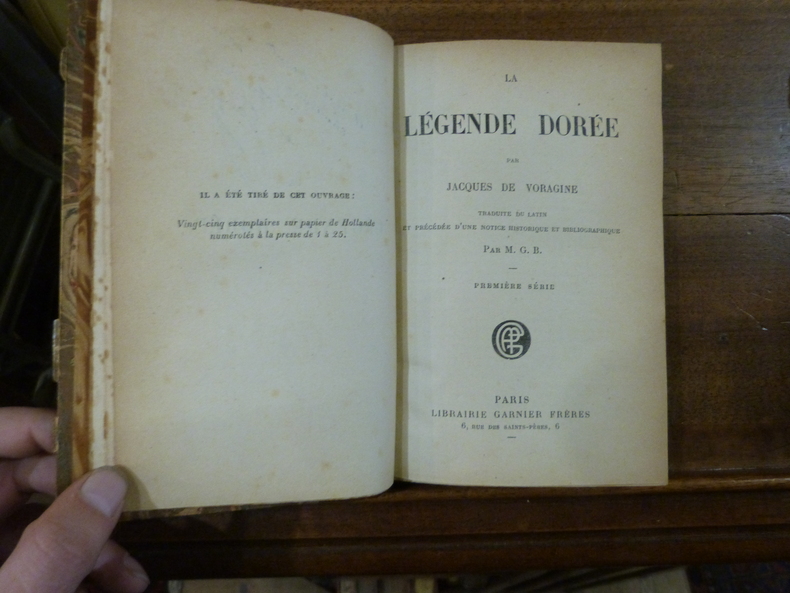 IL A ÉTÉ TIRÉ DE CET OUVRAGE :
Vingt-cinq exemplaires sur papier de Hollande
numérotés à la presse de 1 à 25.
LA
LÉGENDE DORÉE
PAR
JACQUES DE VORAGINE
TRADUITE DU LATIN
ET PRÉCÉDÉE D'UNE NOTICE HISTORIQUE ET BIBLIOGRAPHIQUE
PAR M. G. B.
PREMIÈRE SÉRIE
PARIS
LIBRAIRIE GARNIER FRÈRES
6, RUE DES SAINTS-PÈRES, 6